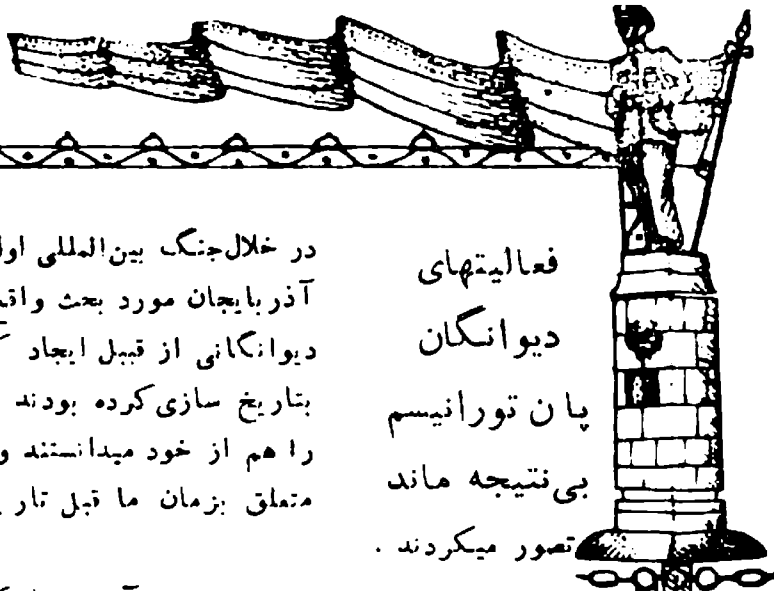 فعالیتهای
دیوانگان
پان تورانیسم
بی‌نتیجه ماند
در خلال جنگ بین‌المللی اول
آذربایجان مورد بحث
دیوانگانی از قبیل ایجاد
بتاریخ سازی کرده بودند
را هم از خود میدانستند و
متعلق بزمان ما قبل تار
تصور میکردند .